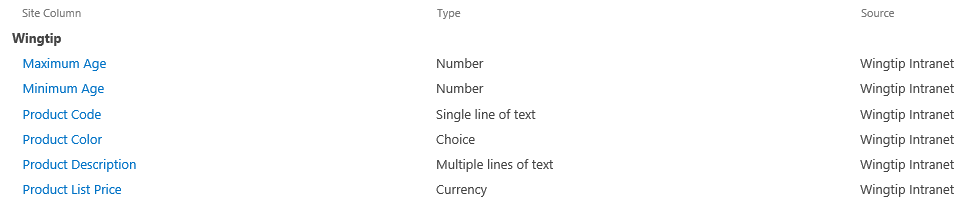 Site Column Type Source
Wingtip
Maximum Age Number Wingtip Intranet
Minimum Age Number Wingtip Intranet
Product Code Single line of text Wingtip Intranet
Product Color Choice Wingtip Intranet
Product Description Multiple lines of text Wingtip Intranet
Product List Price Currency Wingtip Intranet